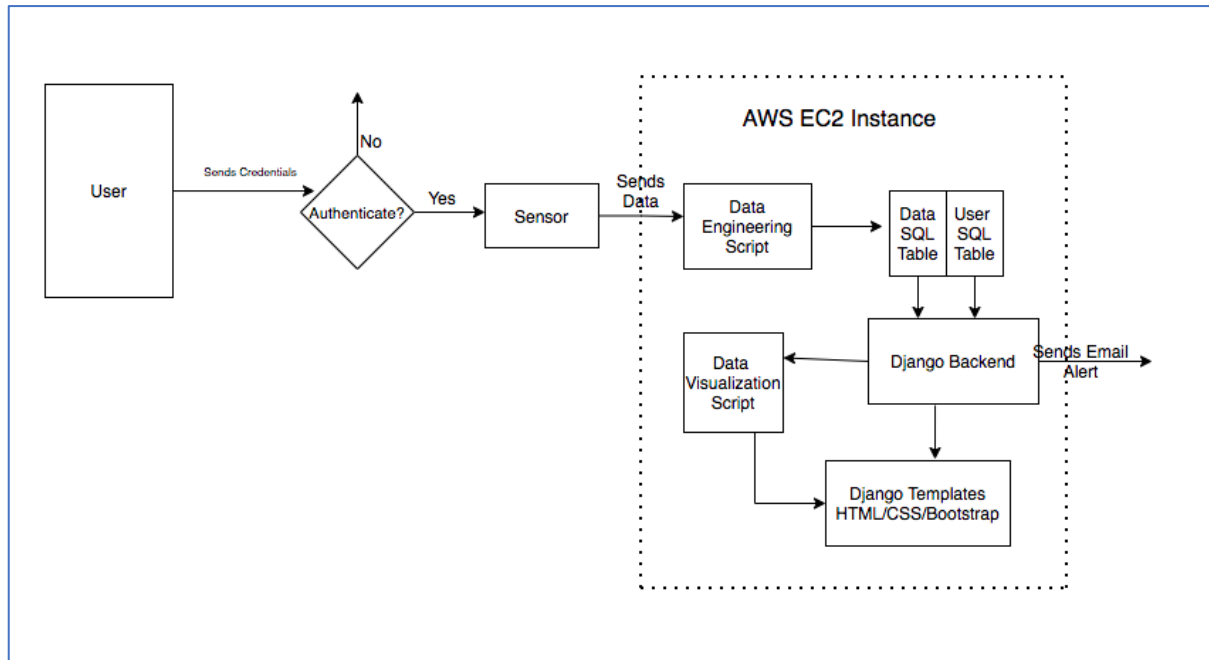 AWS EC2 Instance
No
Sends Credentials
User
Authenticate?
Yes
Sensor
Sends
Data
Data
Engineering
Script
Data
SQL
Table
User
SQL
Table
Data
Visualization
Script
Django Backend
Sends Email
Alert
Django Templates
HTML/CSS/Bootstrap